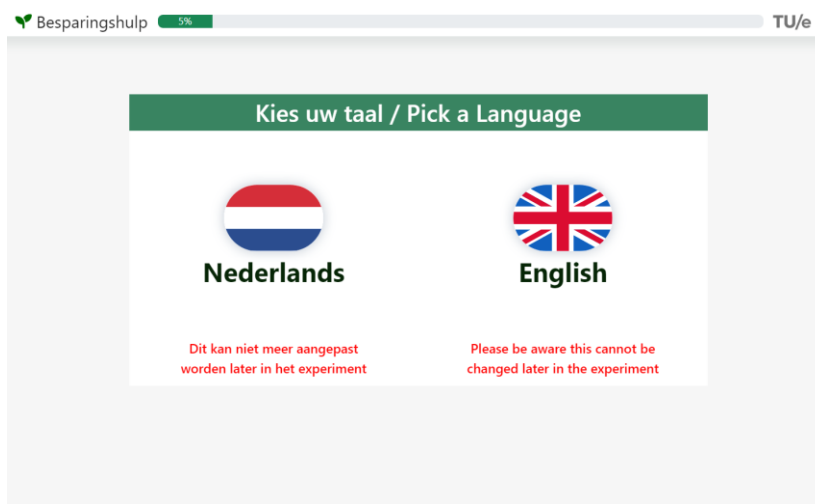 Besparingshulp 5% TU/e
Kies uw taal / Pick a Language
Nederlands
English
Dit kan niet meer aangepast
worden later in het experiment
Please be aware this cannot be
changed later in the experiment